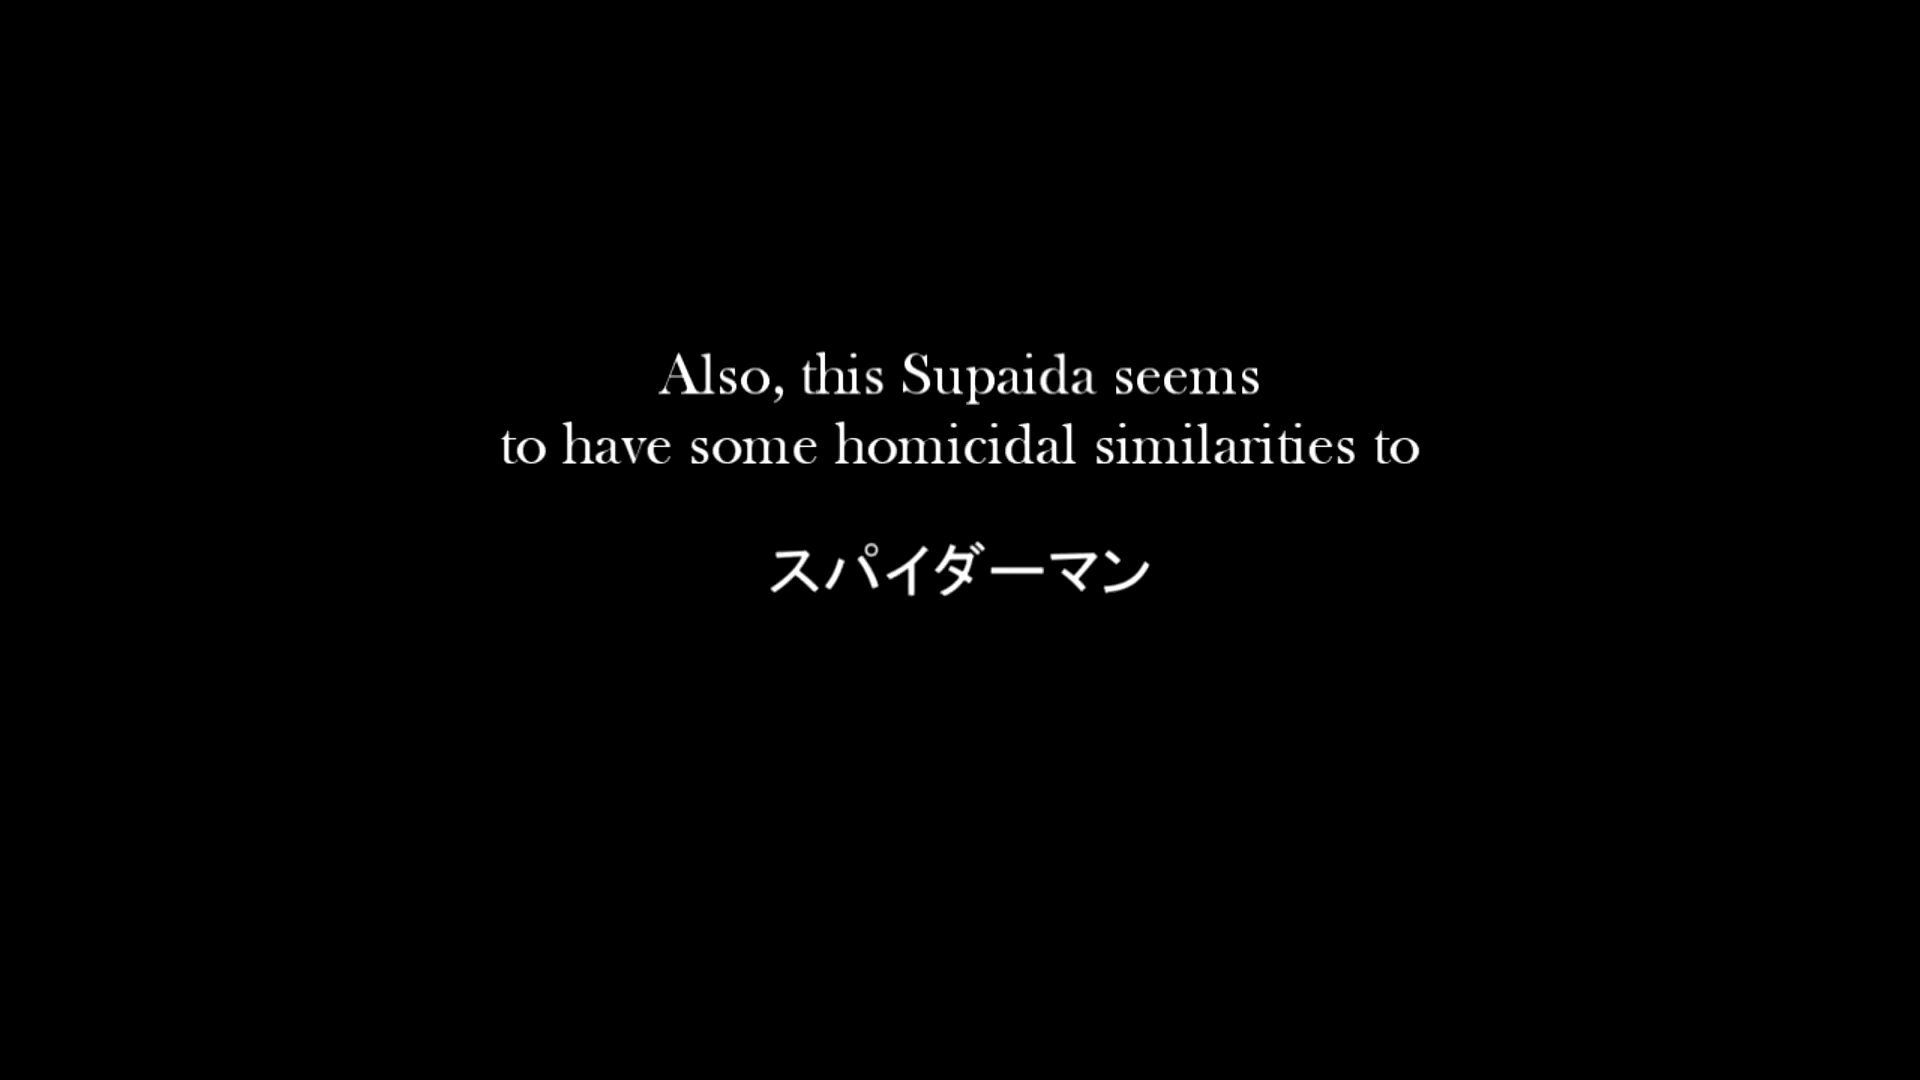 Also, this Supaida seems
to have some homicidal similarities to
スパイダーマン